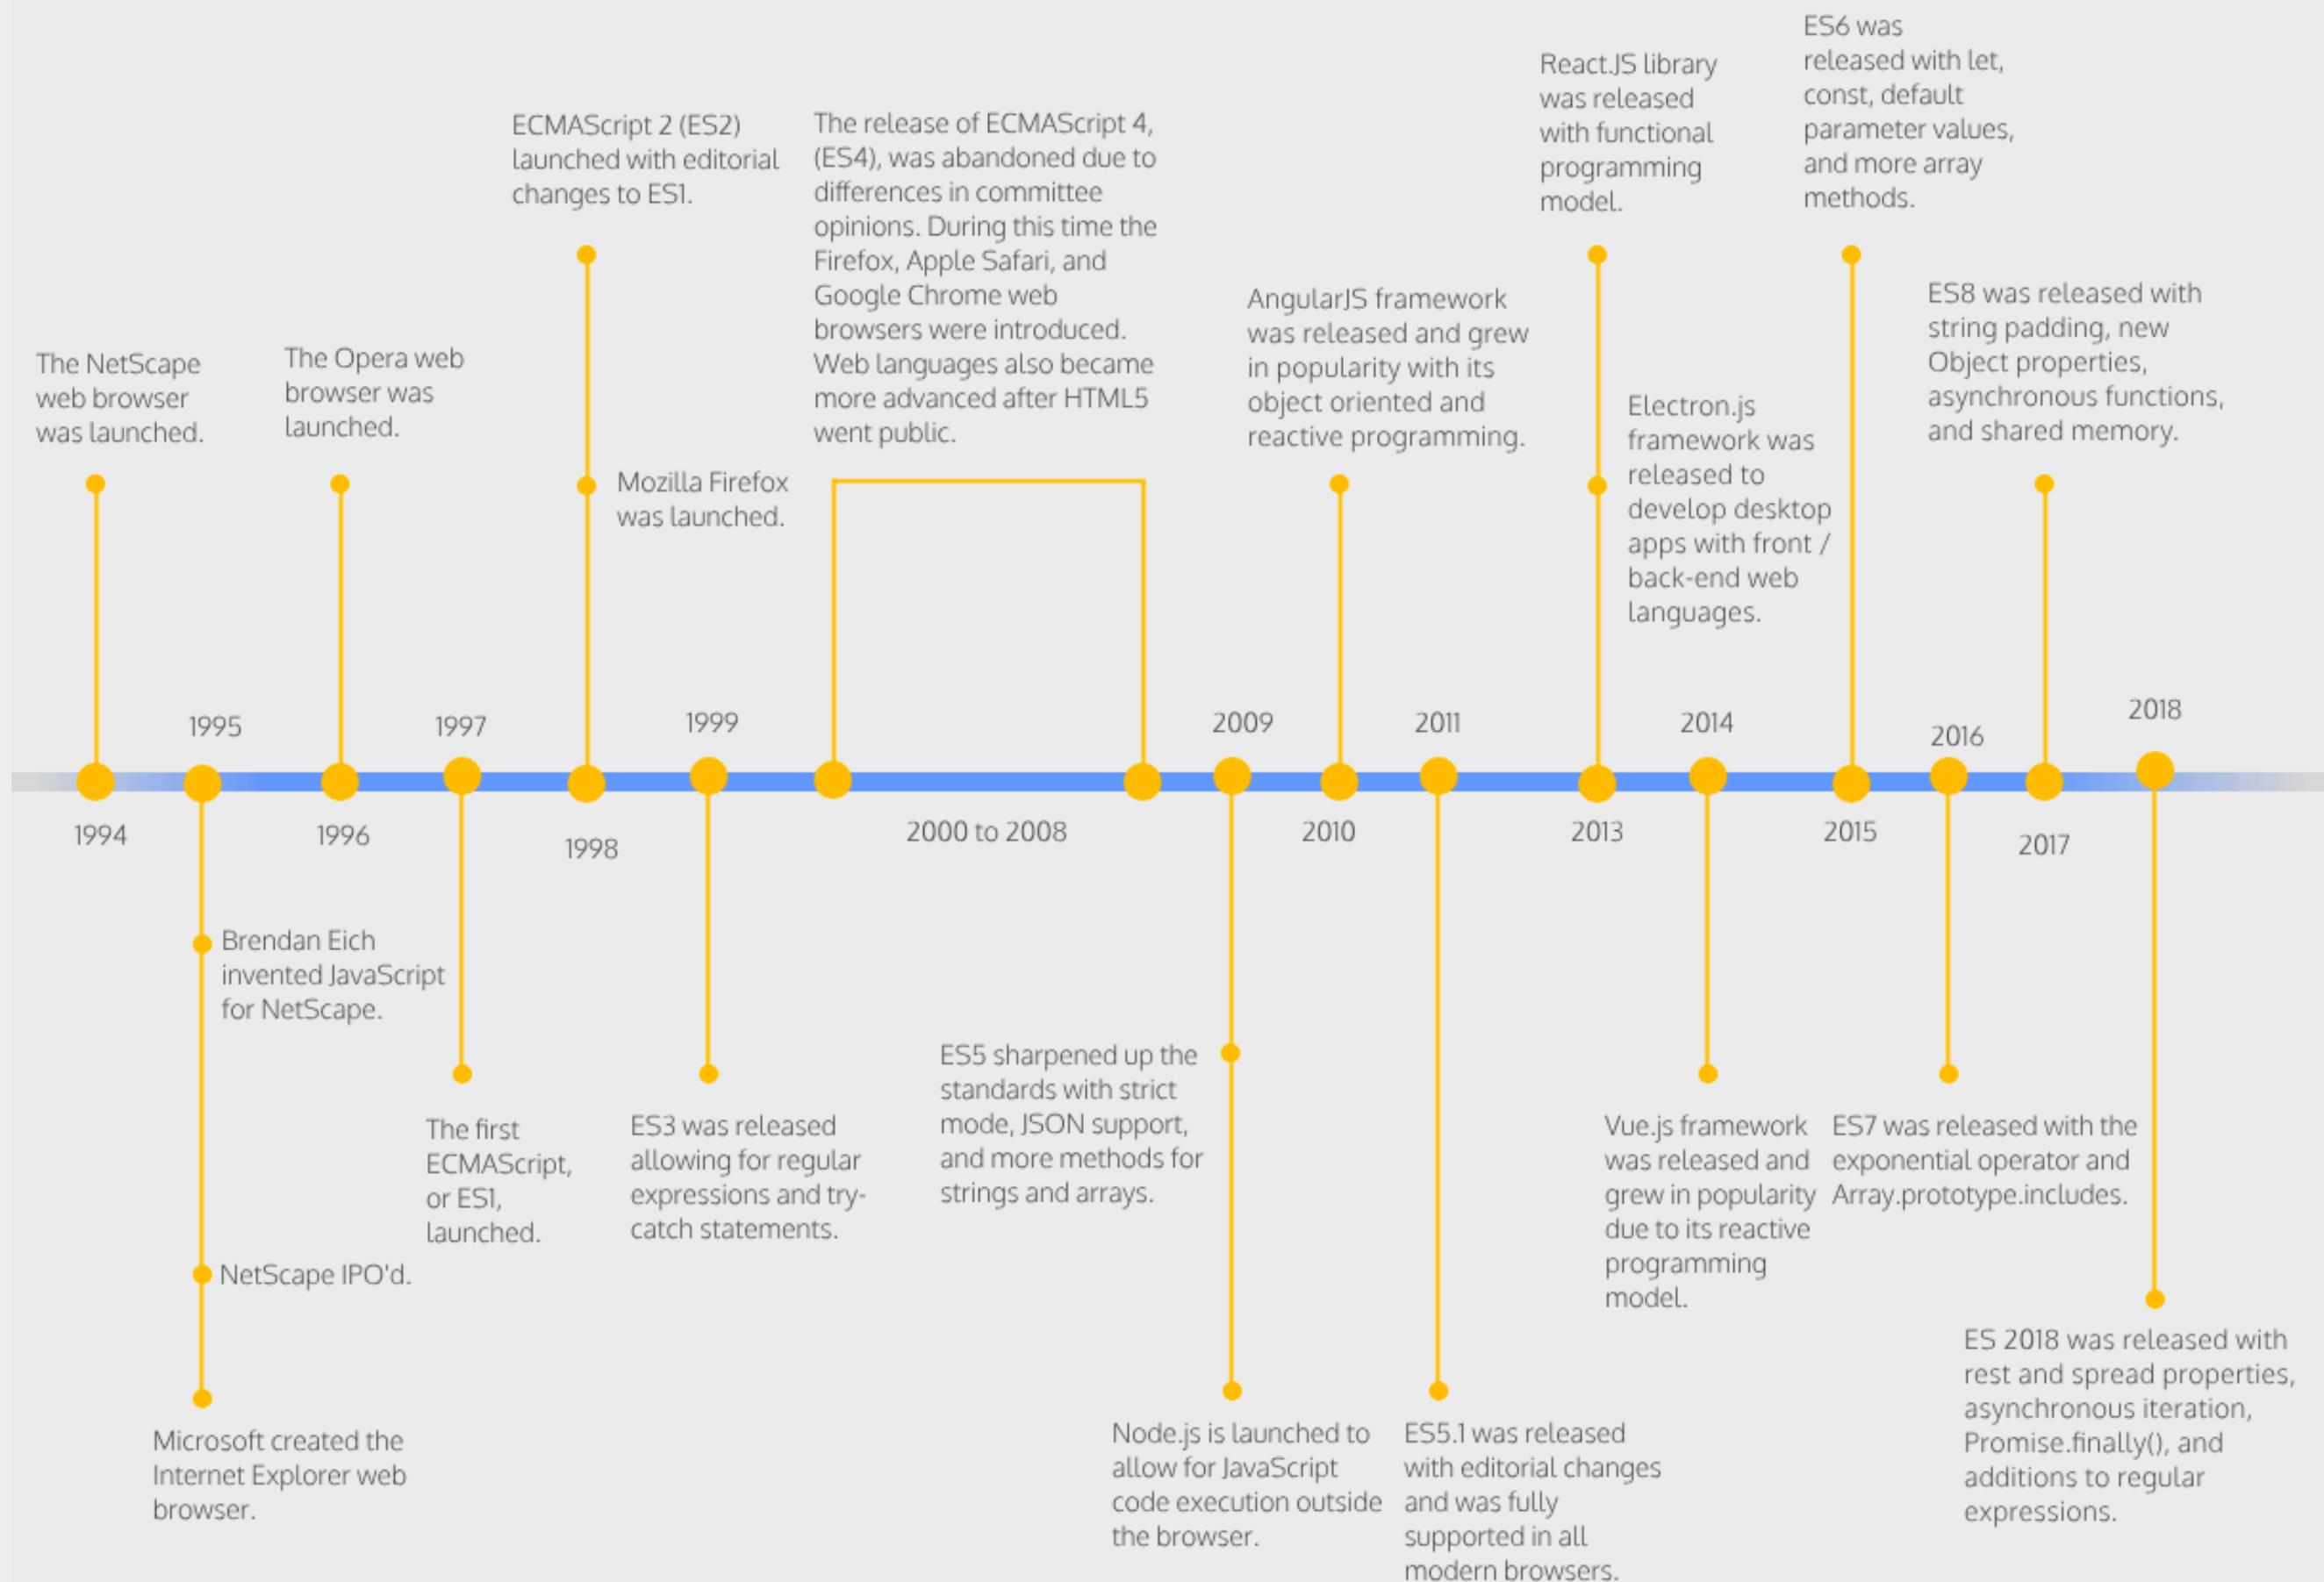 The NetScape
web browser
was launched.
1994
1995
Brendan Eich
invented JavaScript
for NetScape.
NetScape IPO'd.
Microsoft created the
Internet Explorer web
browser.
The Opera web
browser was
launched.
1996
1997
The first
ECMAScript,
or ES1,
launched.
ECMAScript 2 (ES2)
launched with editorial
changes to ES1.
Mozilla Firefox
was launched.
1998
1999
ES3 was released
allowing for regular
expressions and try-
catch statements.
The release of ECMAScript 4,
(ES4), was abandoned due to
differences in committee
opinions. During this time the
Firefox, Apple Safari, and
Google Chrome web
browsers were introduced.
Web languages also became
more advanced after HTML5
went public.
2000 to 2008
2009
ES5 sharpened up the
standards with strict
mode, JSON support,
and more methods for
strings and arrays.
Node.js is launched to
allow for JavaScript
code execution outside
the browser.
AngularJS framework
was released and grew
in popularity with its
object oriented and
reactive programming.
2010
2011
ES5.1 was released
with editorial changes
and was fully
supported in all
modern browsers.
React.JS library
was released
with functional
programming
model.
Electron.js
framework was
released to
develop desktop
apps with front /
back-end web
languages.
2013
2014
Vue.js framework
was released and
grew in popularity
due to its reactive
programming
model.
ES6 was
released with let,
const, default
parameter values,
and more array
methods.
2015
2016
ES7 was released with the
exponential operator and
Array.prototype.includes.
ES8 was released with
string padding, new
Object properties,
asynchronous functions,
and shared memory.
2017
2018
ES 2018 was released with
rest and spread properties,
asynchronous iteration,
Promise.finally(), and
additions to regular
expressions.